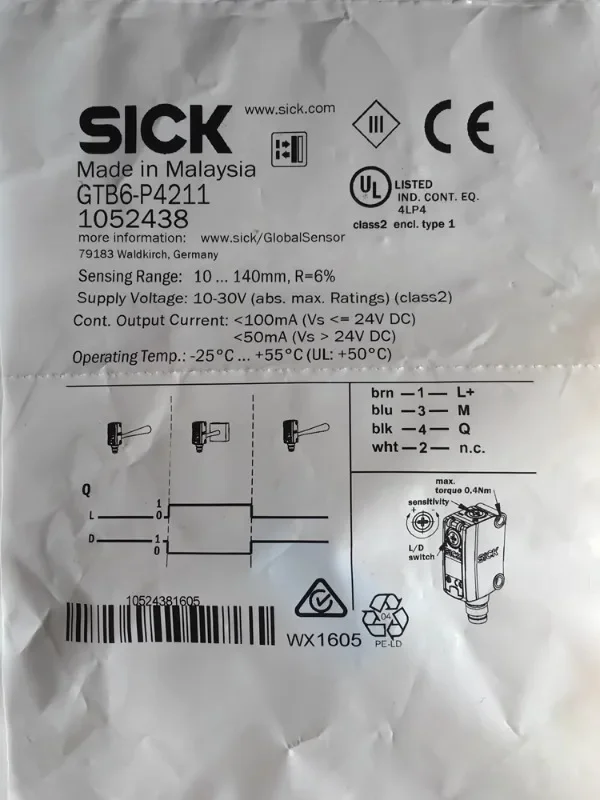 SICK
www.sick.com
III
CE
Made in Malaysia
GTB6-P4211
1052438
UL
LISTED
IND. CONT. EQ.
4LP4
class2 encl. type 1
more information: www.sick/GlobalSensor
79183 Waldkirch, Germany
Sensing Range: 10 ... 140mm, R=6%
Supply Voltage: 10-30V (abs. max. Ratings) (class2)
Cont. Output Current: <100mA (Vs <= 24V DC)
<50mA (Vs > 24V DC)
Operating Temp.: -25°C ... +55°C (UL: +50°C)
brn —1— L+
blu —3— M
blk —4— Q
wht —2— n.c.
Q
L 1
0
D 1
0
max.
torque 0,4Nm
sensitivity
- +
L/D
switch
SICK
SICK
10524381605
WX1605
04
PE-LD